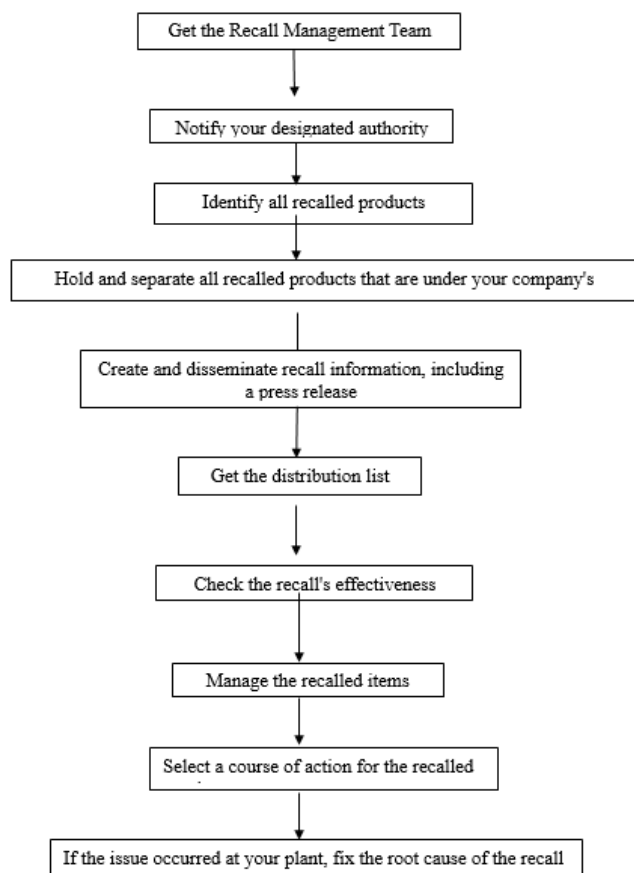 Get the Recall Management Team
Notify your designated authority
Identify all recalled products
Hold and separate all recalled products that are under your company's
Create and disseminate recall information, including
a press release
Get the distribution list
Check the recall's effectiveness
Manage the recalled items
Select a course of action for the recalled
If the issue occurred at your plant, fix the root cause of the recall